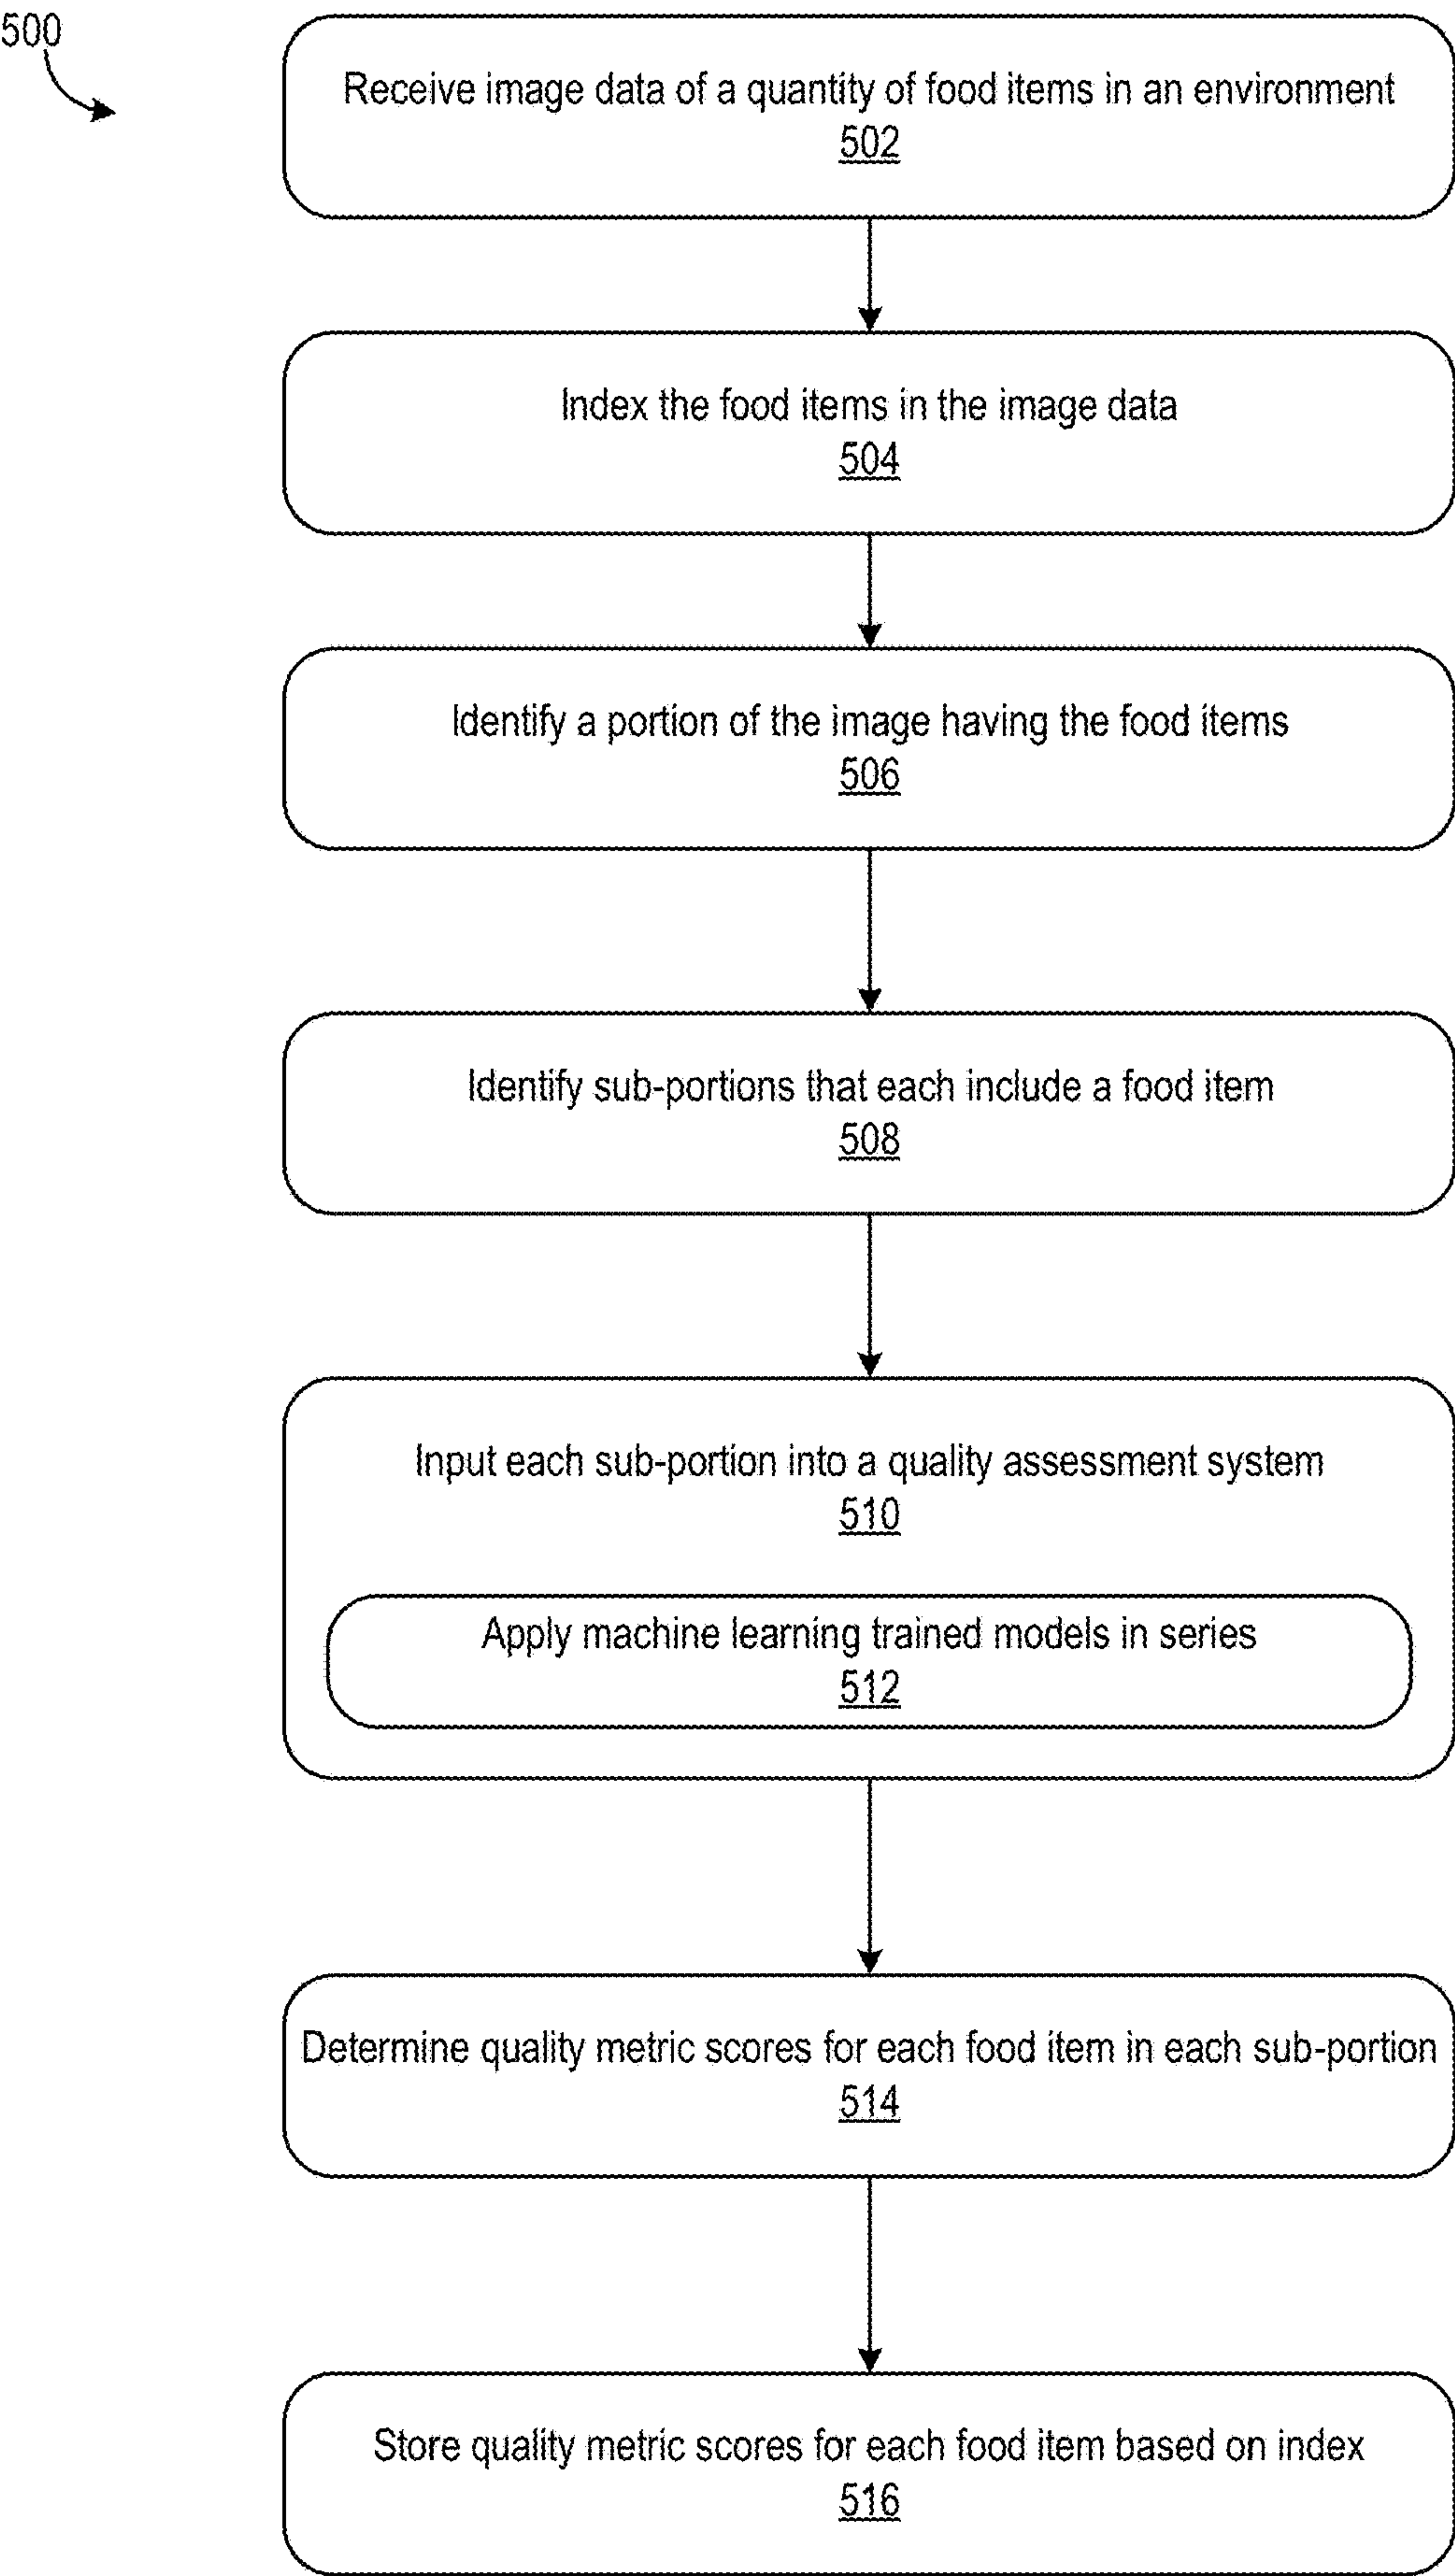 500
Receive image data of a quantity of food items in an environment
502
Index the food items in the image data
504
Identify a portion of the image having the food items
506
Identify sub-portions that each include a food item
508
Input each sub-portion into a quality assessment system
510
Apply machine learning trained models in series
512
Determine quality metric scores for each food item in each sub-portion
514
Store quality metric scores for each food item based on index
516